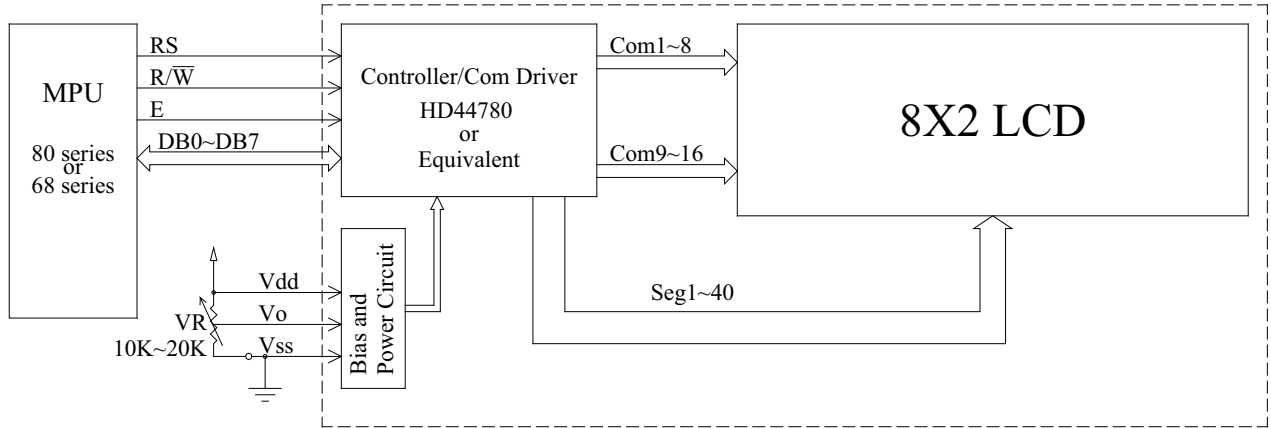 MPU
80 series
or
68 series
RS
R/W̅
E
DB0~DB7
Controller/Com Driver
HD44780
or
Equivalent
Com1~8
Com9~16
8X2 LCD
Seg1~40
Vdd
Vo
Vss
VR
10K~20K
Bias and
Power Circuit